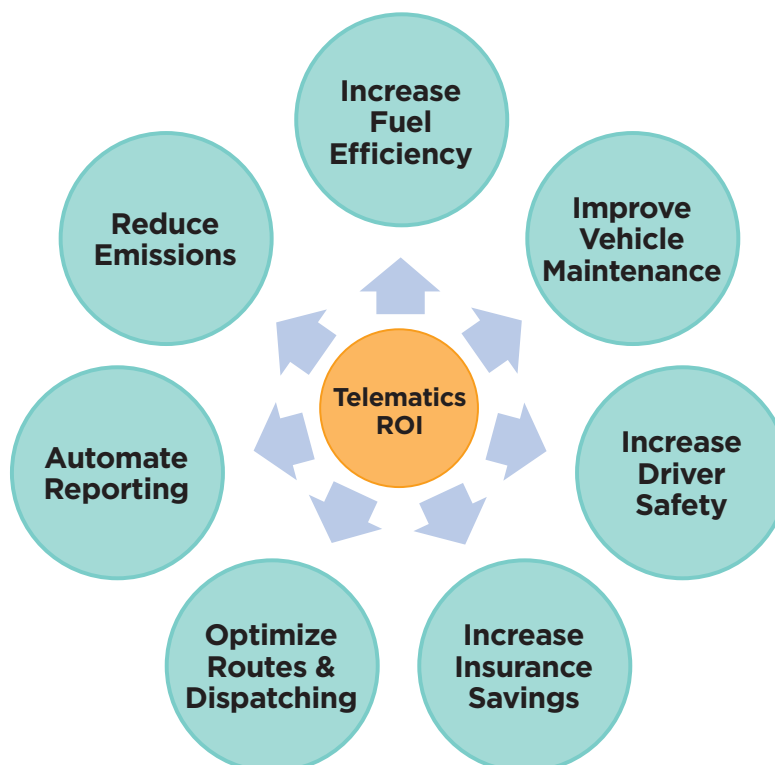 Increase
Fuel
Efficiency
Improve
Vehicle
Maintenance
Increase
Driver
Safety
Increase
Insurance
Savings
Optimize
Routes &
Dispatching
Automate
Reporting
Reduce
Emissions
Telematics
ROI